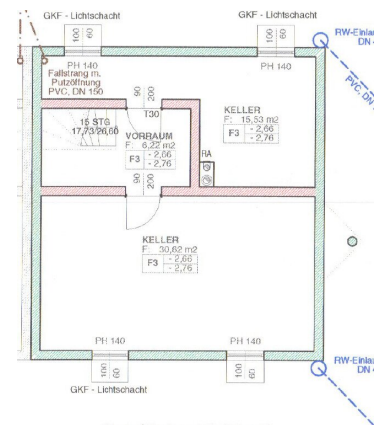 GKF - Lichtschacht
GKF - Lichtschacht
100
60
100
60
RW-Einla
DN
PH 140
PH 140
Fallstrang m.
Putzöffnung
PVC, DN 150
PVC, DN
90
200
T30
KELLER
F: 15,53 m2
F3
- 2,66
- 2,76
15 STG
17,73/26,60
VORRAUM
F: 6,22 m2
F3
- 2,66
- 2,76
RA
90
200
KELLER
F: 30,62 m2
F3
- 2,66
- 2,76
PH 140
PH 140
RW-Einla
DN
100
60
100
60
GKF - Lichtschacht